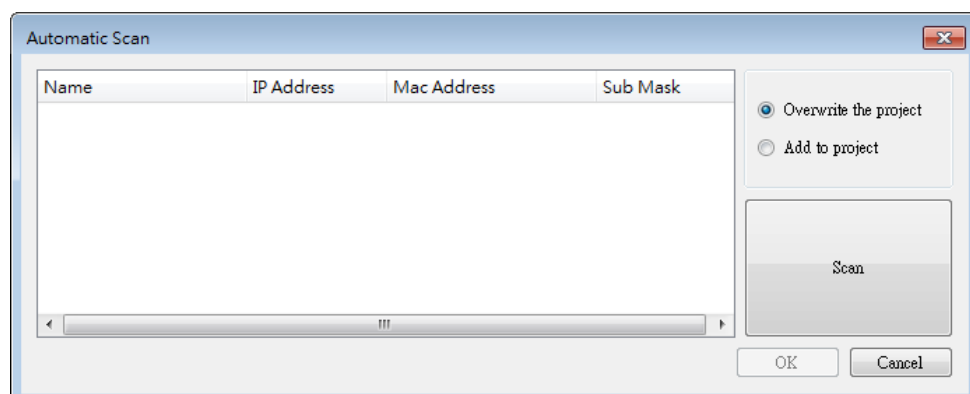 Automatic Scan
Name IP Address Mac Address Sub Mask
Overwrite the project
Add to project
Scan
OK Cancel